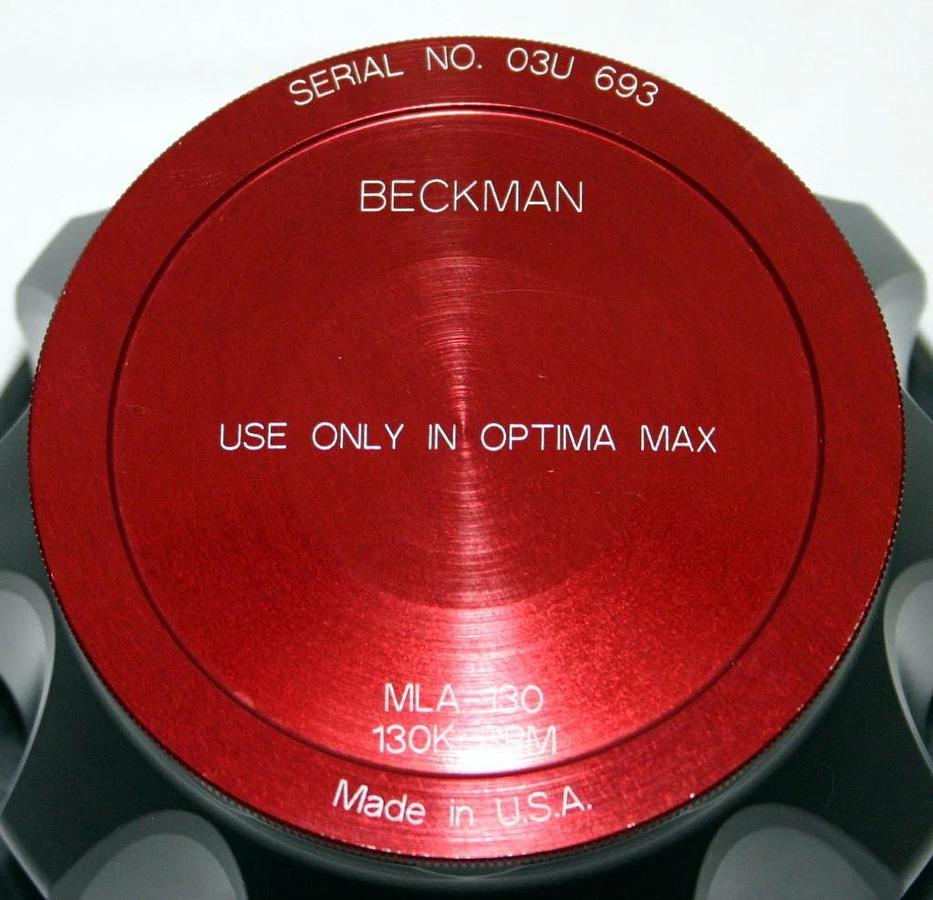 SERIAL NO. 03U 693
BECKMAN
USE ONLY IN OPTIMA MAX
MLA-130
130K RPM
Made in U.S.A.